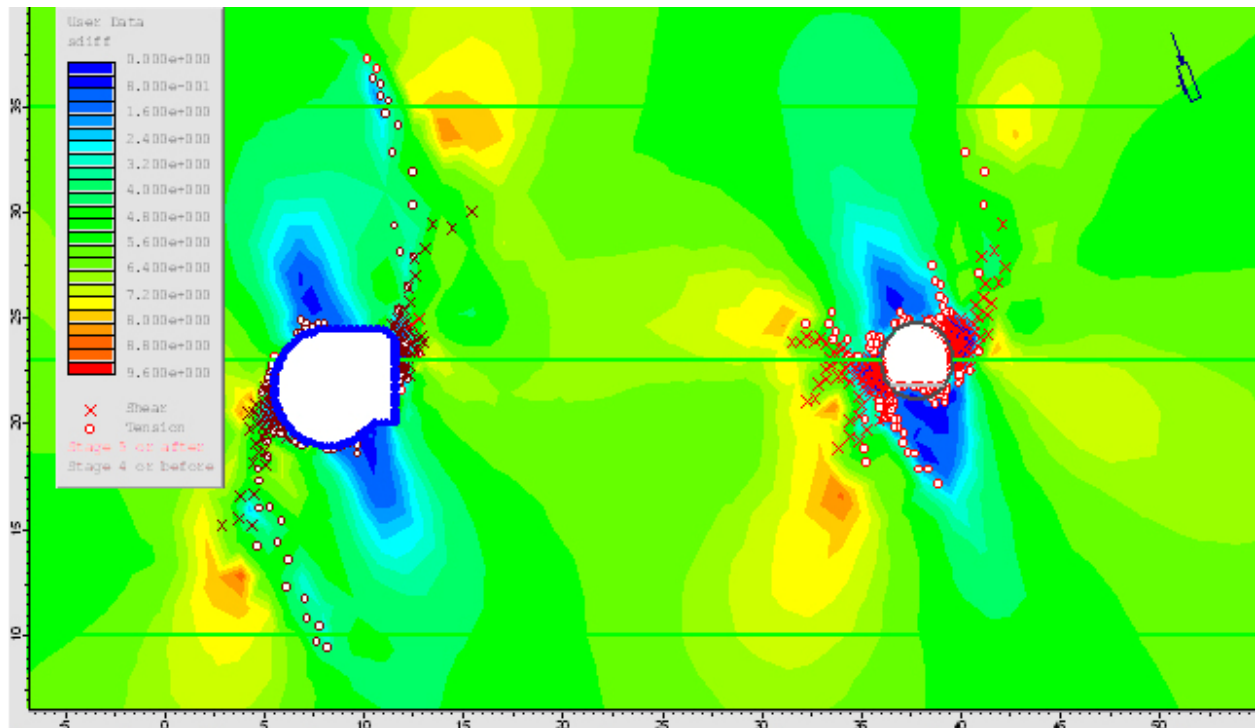 User Data
sdiff
0.000e+000
8.000e-001
1.600e+000
2.400e+000
3.200e+000
4.000e+000
4.800e+000
5.600e+000
6.400e+000
7.200e+000
8.000e+000
8.800e+000
9.600e+000
Shear
Tension
Stage 5 or after
Stage 4 or before
35
30
25
20
15
10
-5 0 5 10 15 20 25 30 35 40 45 50